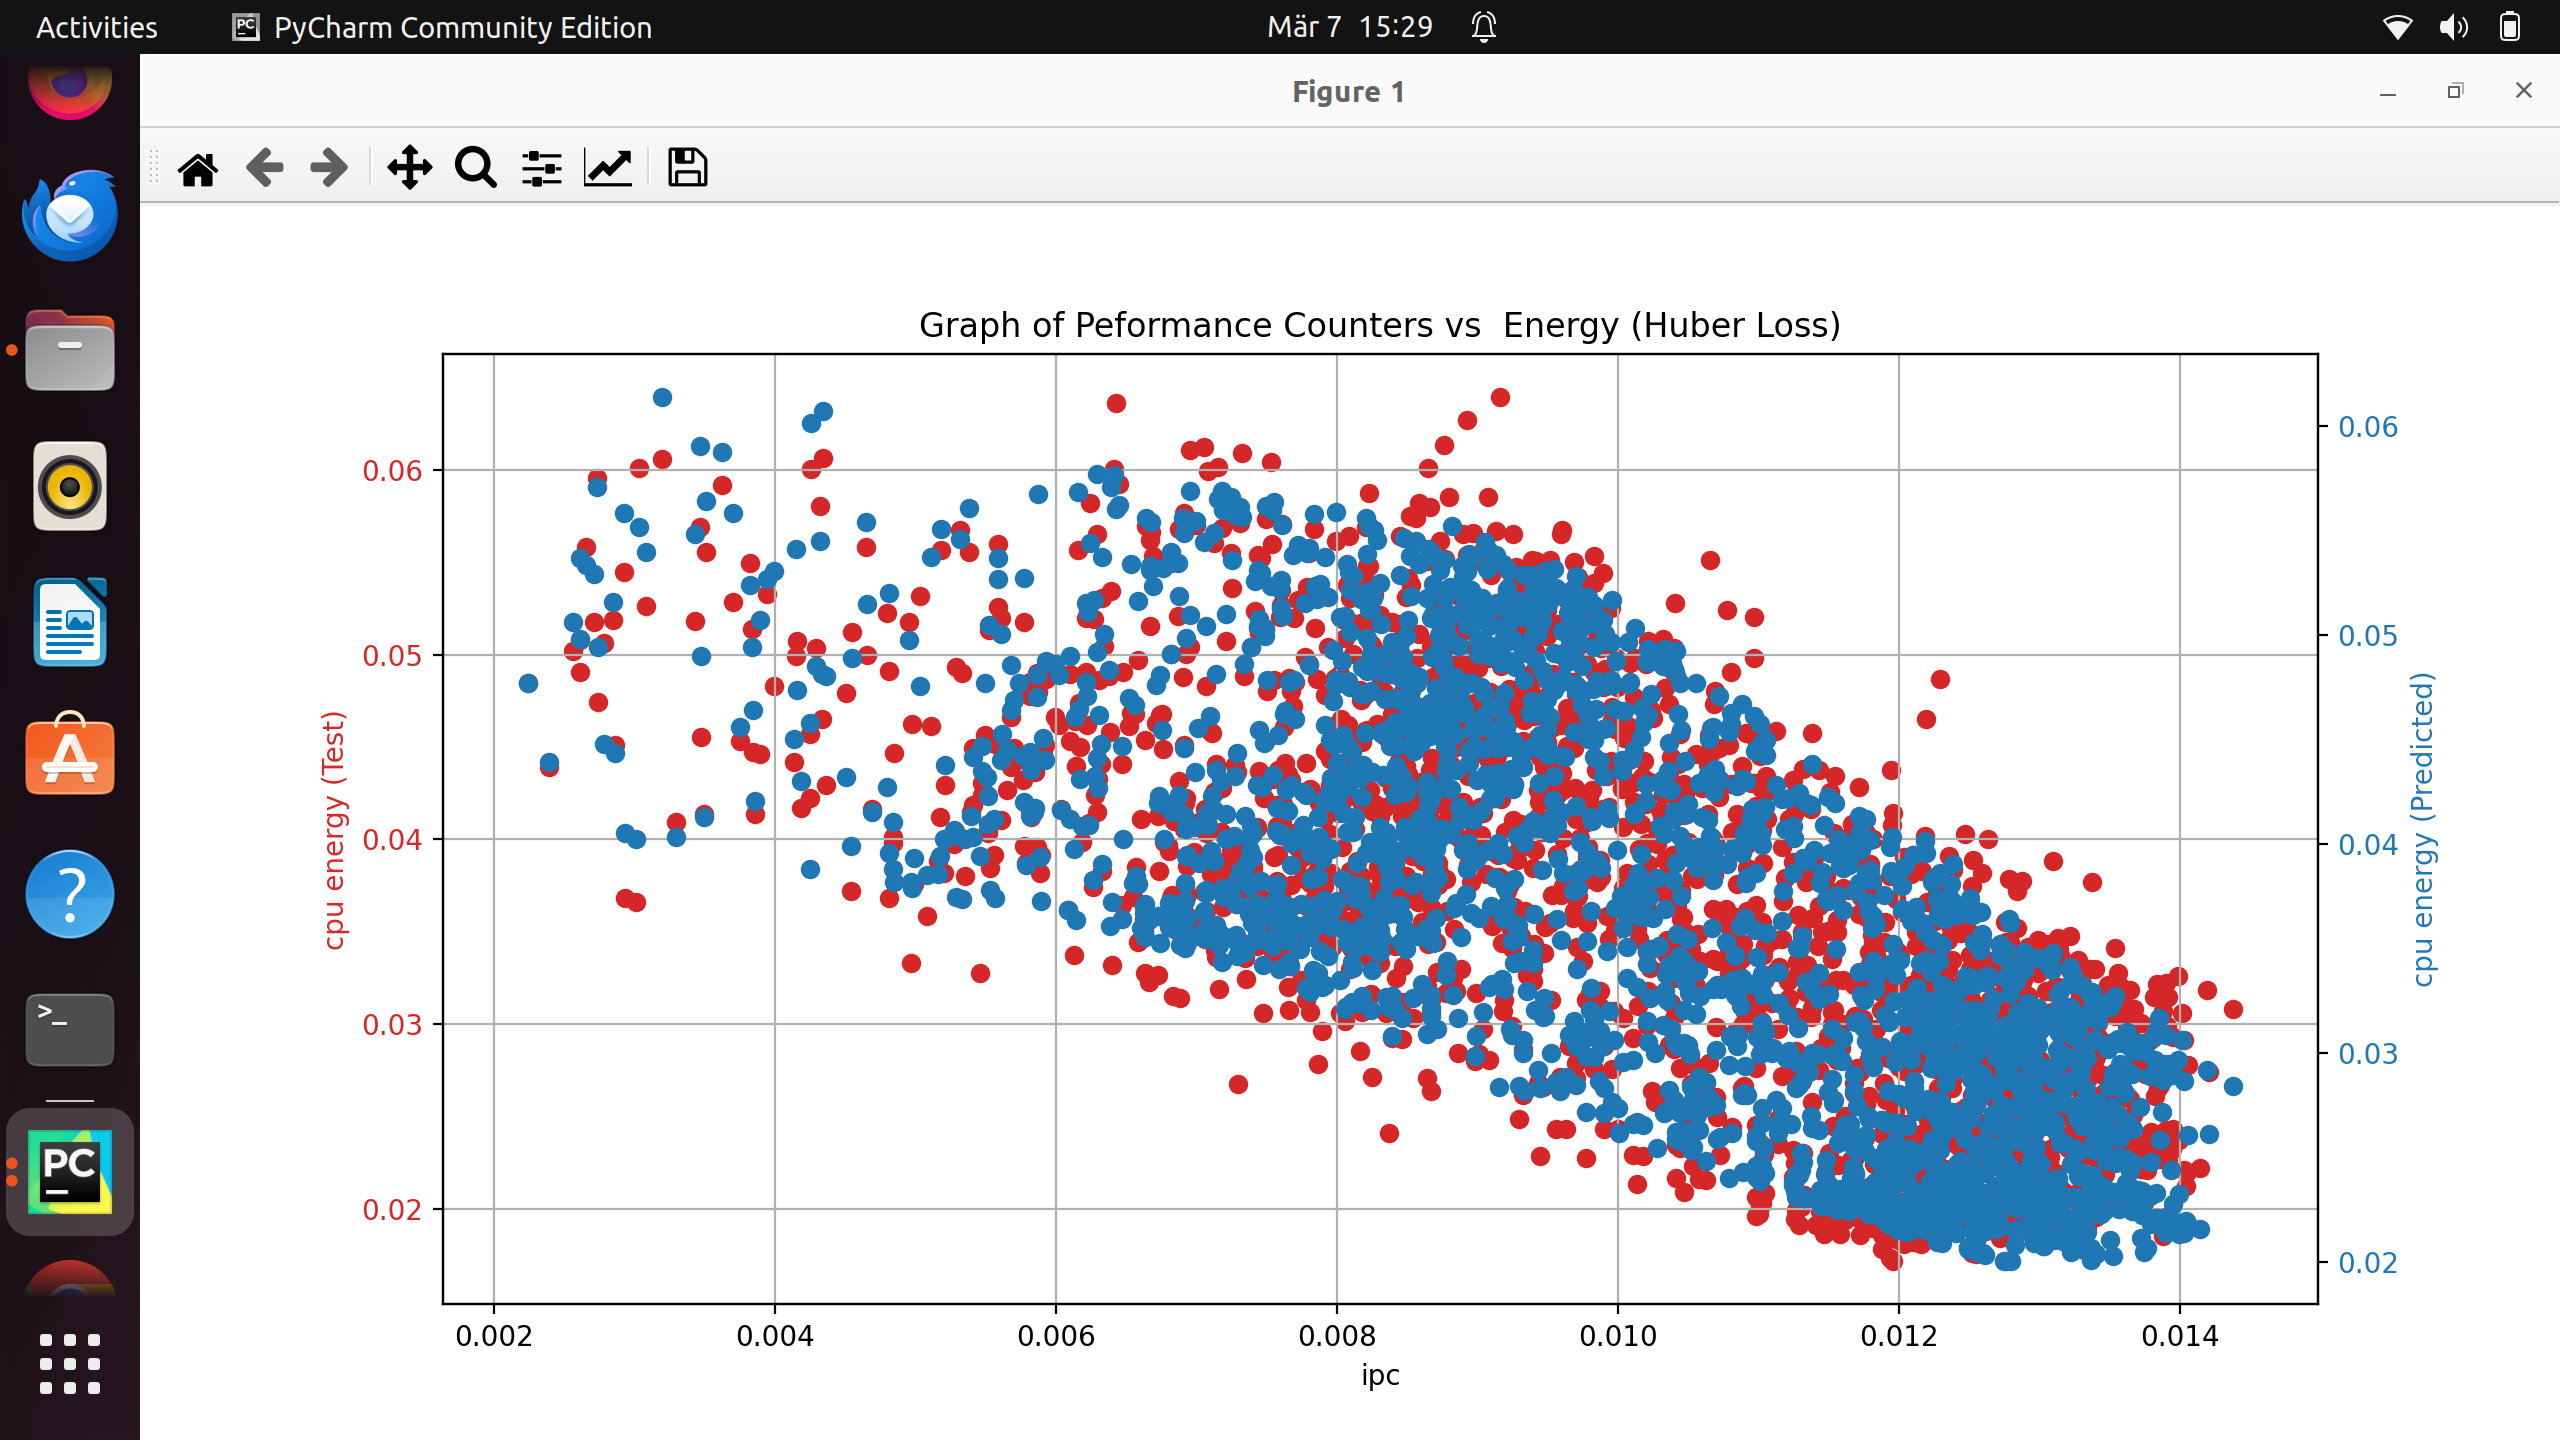 Activities PyCharm Community Edition Mär 7 15:29
Figure 1
Graph of Peformance Counters vs  Energy (Huber Loss)
cpu energy (Test)
0.06
0.05
0.04
0.03
0.02
0.06
0.05
0.04
0.03
0.02
cpu energy (Predicted)
0.002 0.004 0.006 0.008 0.010 0.012 0.014
ipc
PC
A
?
>_
PC